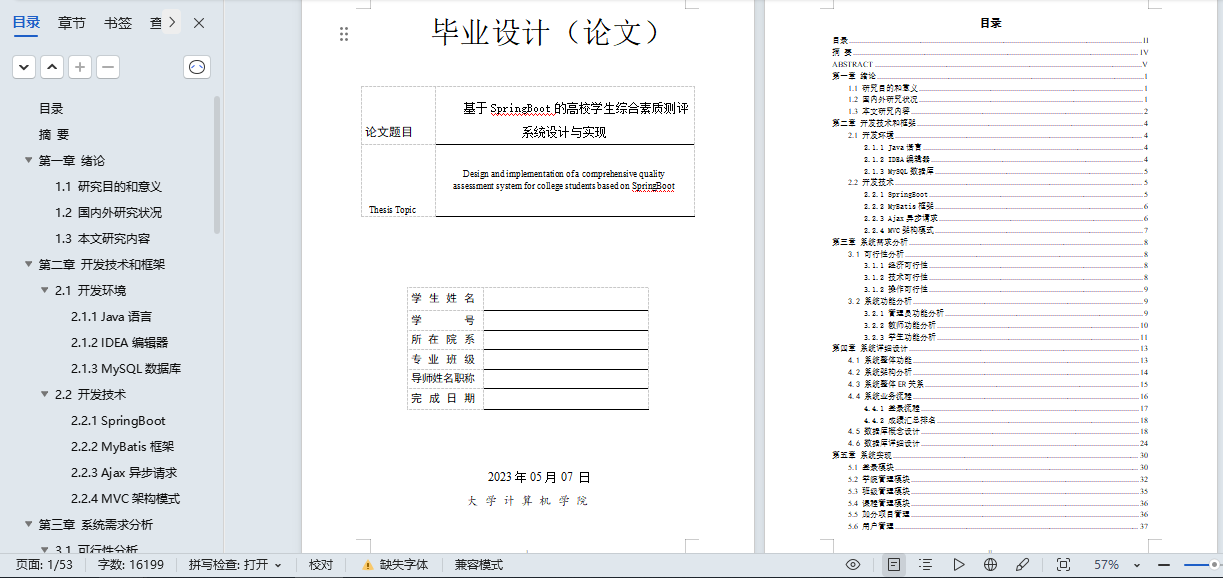 目录 章节 书签 查
目录
摘 要
第一章 绪论
1.1 研究目的和意义
1.2 国内外研究状况
1.3 本文研究内容
第二章 开发技术和框架
2.1 开发环境
2.1.1 Java 语言
2.1.2 IDEA 编辑器
2.1.3 MySQL 数据库
2.2 开发技术
2.2.1 SpringBoot
2.2.2 MyBatis 框架
2.2.3 Ajax 异步请求
2.2.4 MVC 架构模式
第三章 系统需求分析
3.1 可行性分析
毕业设计（论文）
论文题目
基于 SpringBoot 的高校学生综合素质测评
系统设计与实现
Thesis Topic
Design and implementation of a comprehensive quality
assessment system for college students based on SpringBoot
学 生 姓 名
学 号
所 在 院 系
专 业 班 级
导师姓名职称
完 成 日 期
2023 年 05 月 07 日
大 学 计 算 机 学 院
目录
目录 II
摘 要 IV
ABSTRACT V
第一章 绪论 1
1.1 研究目的和意义 1
1.2 国内外研究状况 1
1.3 本文研究内容 2
第二章 开发技术和框架 4
2.1 开发环境 4
2.1.1 Java 语言 4
2.1.2 IDEA 编辑器 4
2.1.3 MySQL 数据库 5
2.2 开发技术 5
2.2.1 SpringBoot 5
2.2.2 MyBatis 框架 6
2.2.3 Ajax 异步请求 6
2.2.4 MVC 架构模式 7
第三章 系统需求分析 8
3.1 可行性分析 8
3.1.1 经济可行性 8
3.1.2 技术可行性 8
3.1.2 操作可行性 9
3.2 系统功能分析 9
3.2.1 管理员功能分析 9
3.2.2 教师功能分析 10
3.2.3 学生功能分析 11
第四章 系统详细设计 13
4.1 系统整体功能 13
4.2 系统架构分析 14
4.3 系统整体 ER 关系 15
4.4 系统业务流程 16
4.4.1 登录流程 17
4.4.2 成绩汇总排名 18
4.5 数据库概念设计 18
4.6 数据库详细设计 24
第五章 系统实现 30
5.1 登录模块 30
5.2 学院管理模块 32
5.3 班级管理模块 35
5.4 课程管理模块 36
5.5 加分项目管理 36
5.6 用户管理 37
页面: 1/53 字数: 16199 拼写检查: 打开 校对 缺失字体 兼容模式 57%